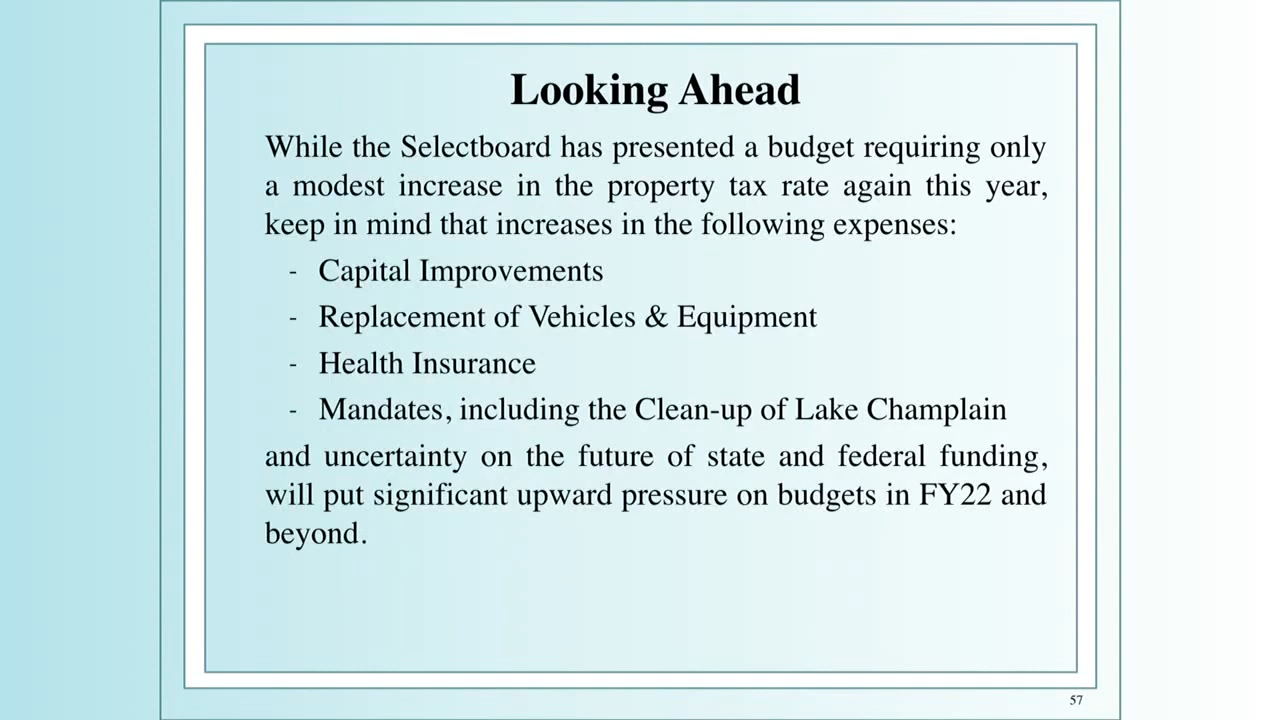 Looking Ahead
While the Selectboard has presented a budget requiring only
a modest increase in the property tax rate again this year,
keep in mind that increases in the following expenses:
- Capital Improvements
- Replacement of Vehicles & Equipment
- Health Insurance
- Mandates, including the Clean-up of Lake Champlain
and uncertainty on the future of state and federal funding,
will put significant upward pressure on budgets in FY22 and
beyond.
57